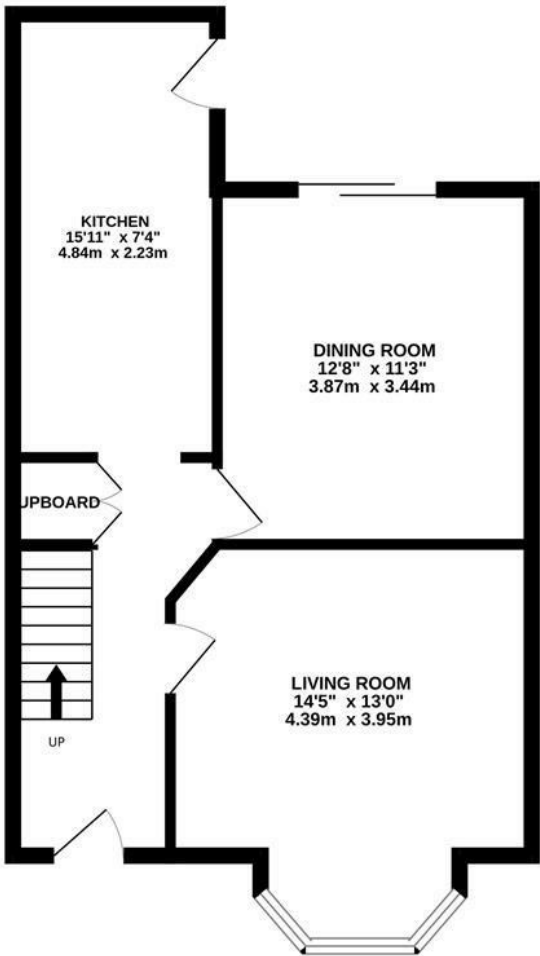 KITCHEN
15'11" x 7'4"
4.84m x 2.23m
DINING ROOM
12'8" x 11'3"
3.87m x 3.44m
UPBOARD
LIVING ROOM
14'5" x 13'0"
4.39m x 3.95m
UP